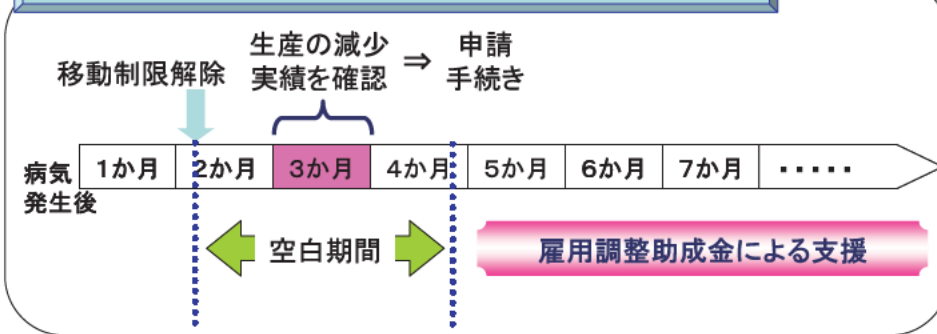 生産の減少
実績を確認
⇒
申請
手続き
移動制限解除
病気
発生後
1か月
2か月
3か月
4か月
5か月
6か月
7か月
・・・・・
空白期間
雇用調整助成金による支援